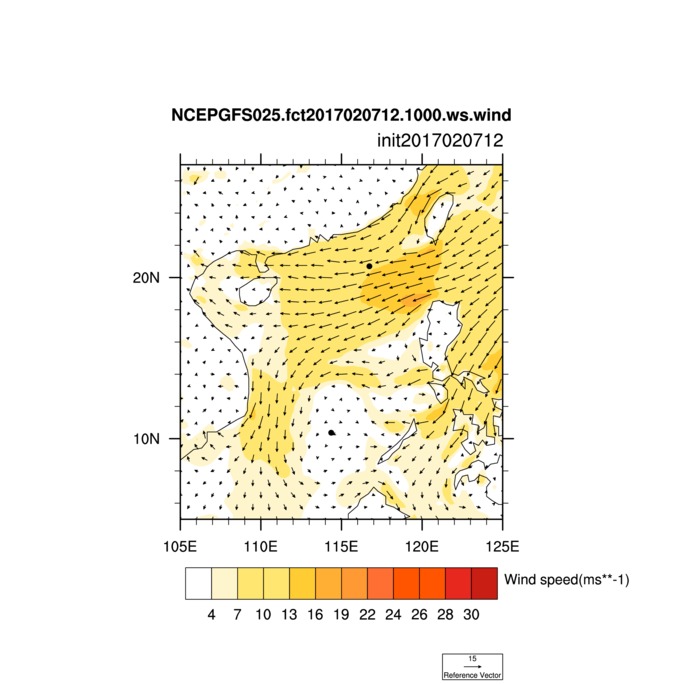 NCEPGFS025.fct2017020712.1000.ws.wind
init2017020712
20N
10N
105E 110E 115E 120E 125E
Wind speed(ms**-1)
4 7 10 13 16 19 22 24 26 28 30
15
Reference Vector